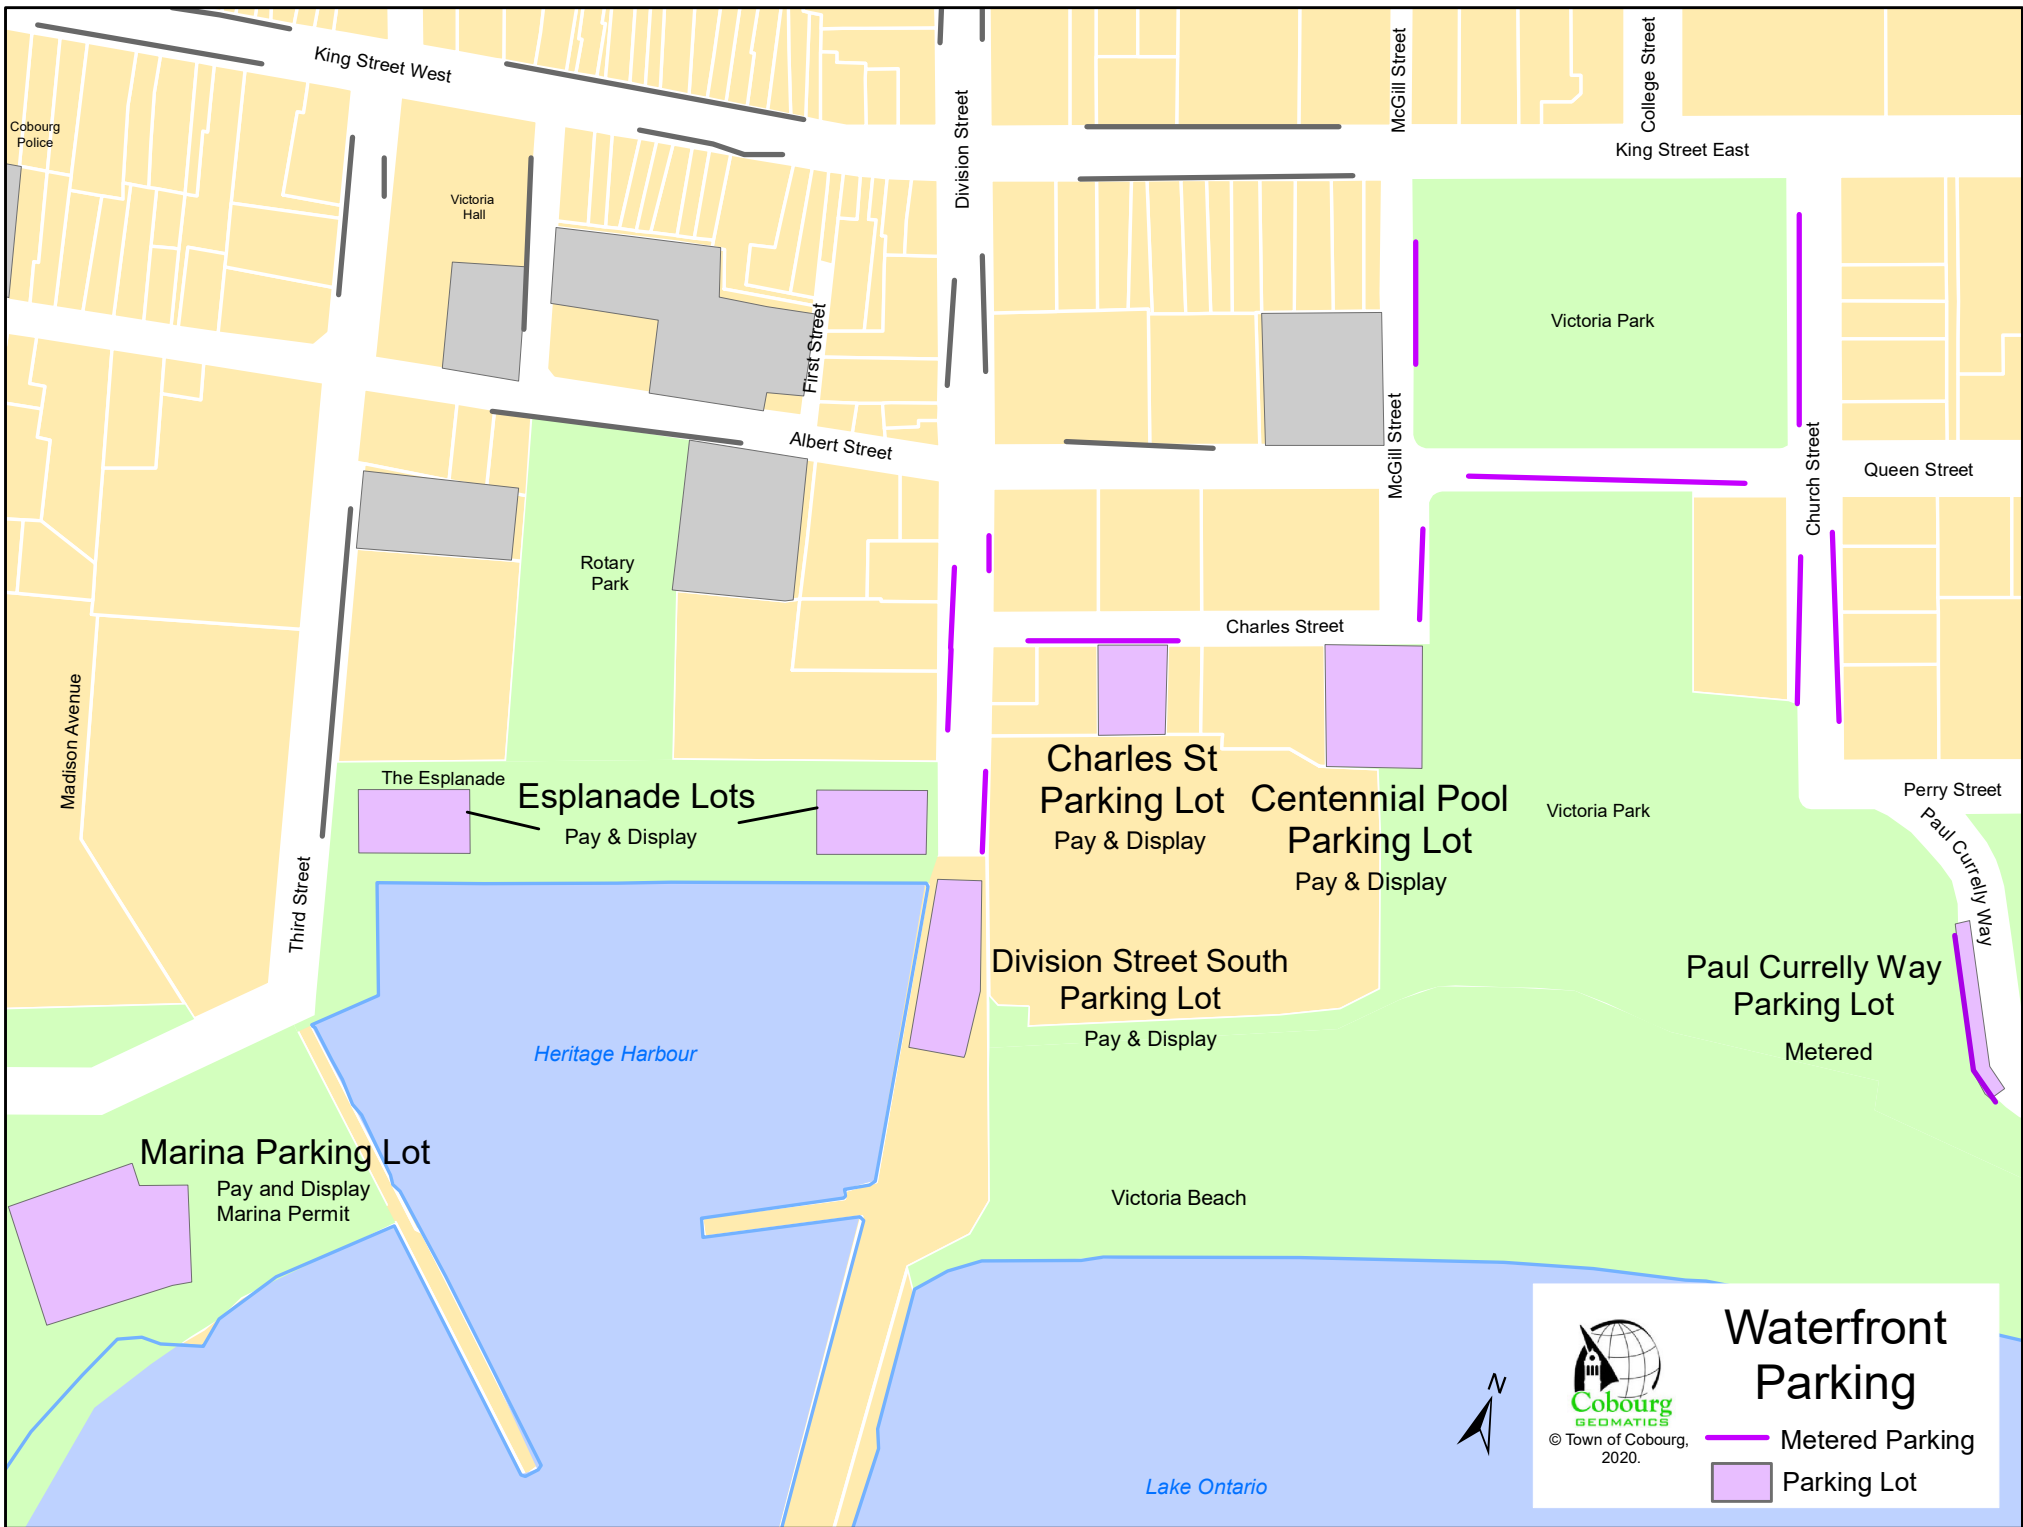 King Street West
Cobourg
Police
Victoria
Hall
Division Street
McGill Street
College Street
King Street East
Victoria Park
First Street
Albert Street
McGill Street
Church Street
Queen Street
Rotary
Park
Charles Street
Madison Avenue
The Esplanade
Esplanade Lots
Pay & Display
Charles St
Parking Lot
Pay & Display
Centennial Pool
Parking Lot
Pay & Display
Victoria Park
Perry Street
Paul Currelly Way
Third Street
Division Street South
Parking Lot
Pay & Display
Paul Currelly Way
Parking Lot
Metered
Heritage Harbour
Marina Parking Lot
Pay and Display
Marina Permit
Victoria Beach
Lake Ontario
N
Waterfront
Parking
Cobourg
GEOMATICS
© Town of Cobourg,
2020.
Metered Parking
Parking Lot